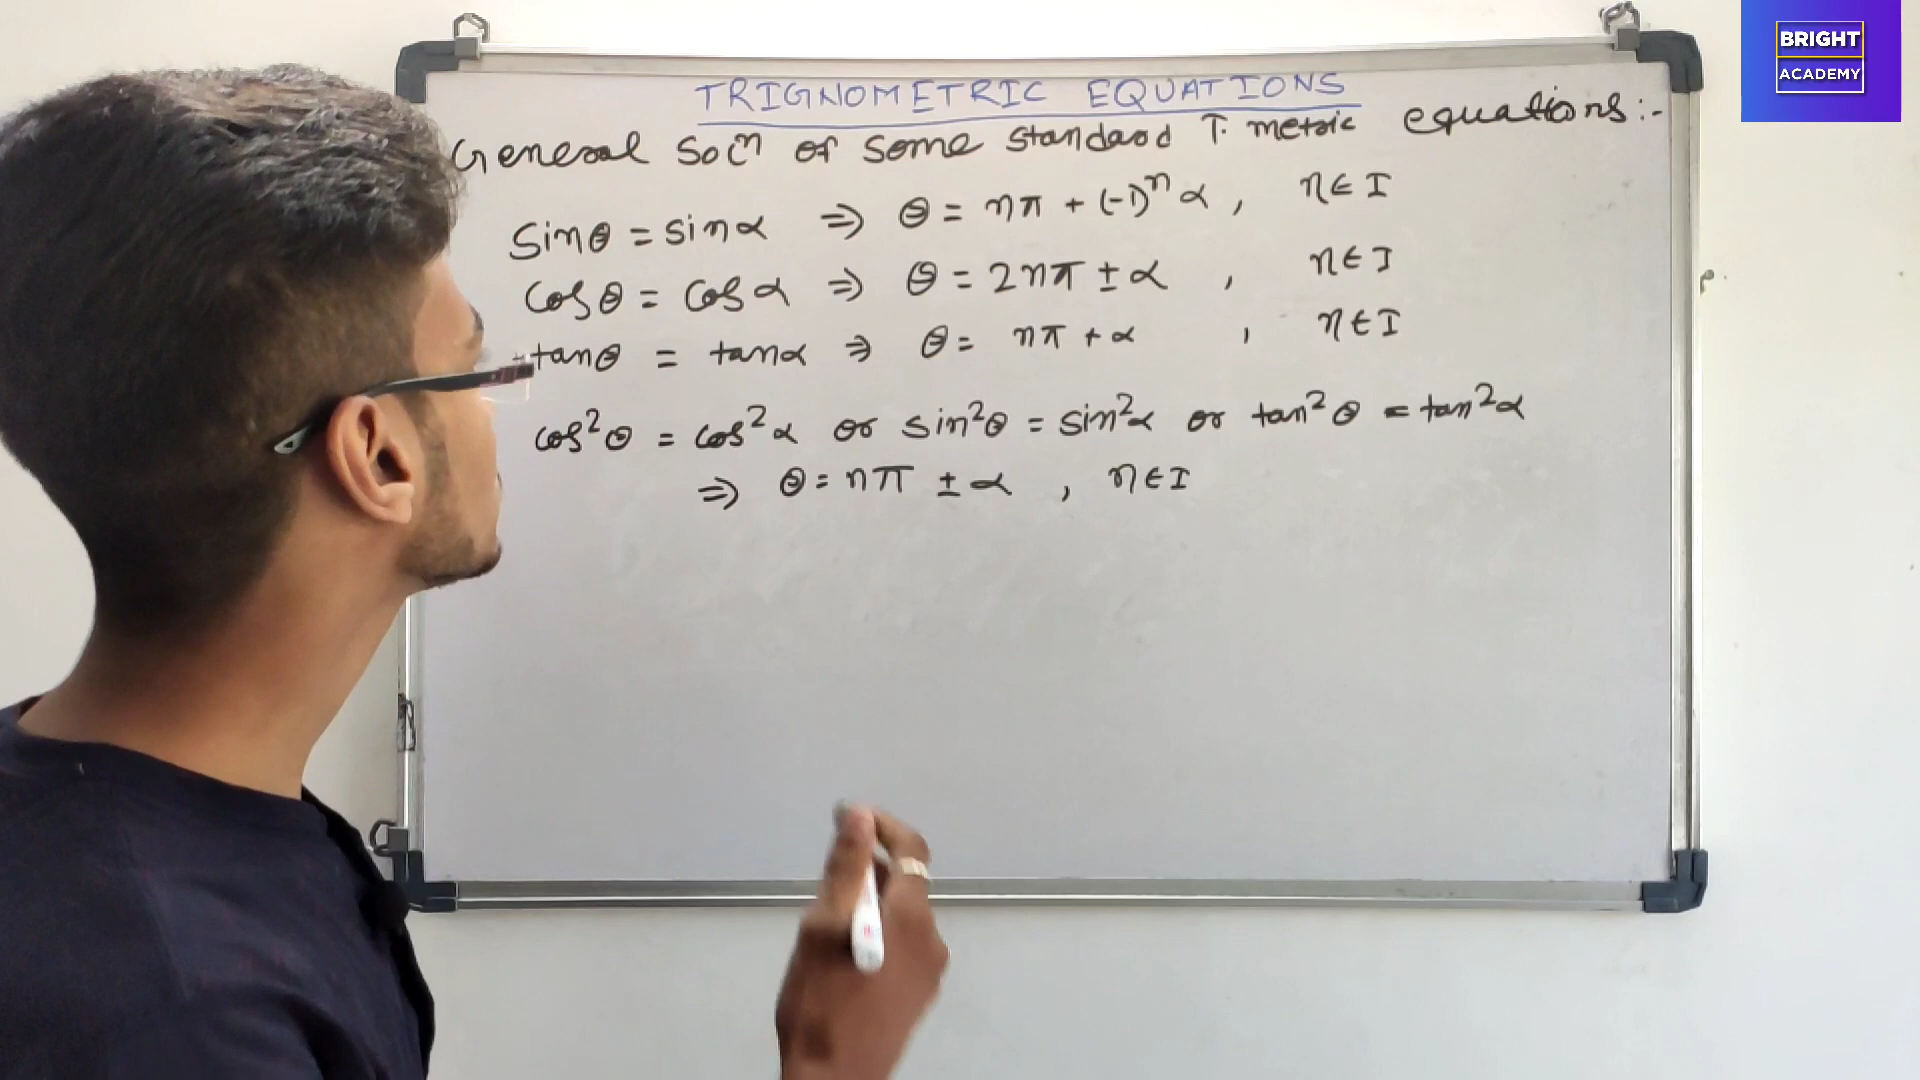 BRIGHT
ACADEMY
TRIGNOMETRIC EQUATIONS
General Solⁿ of some standard T. metric equations:-
Sinθ = sinα ⇒ θ = nπ + (-1)ⁿ α , n∈I
cosθ = cosα ⇒ θ = 2nπ ± α , n∈I
tanθ = tanα ⇒ θ = nπ + α , n∈I
cos²θ = cos²α or sin²θ = sin²α or tan²θ = tan²α
⇒ θ = nπ ± α , n∈I